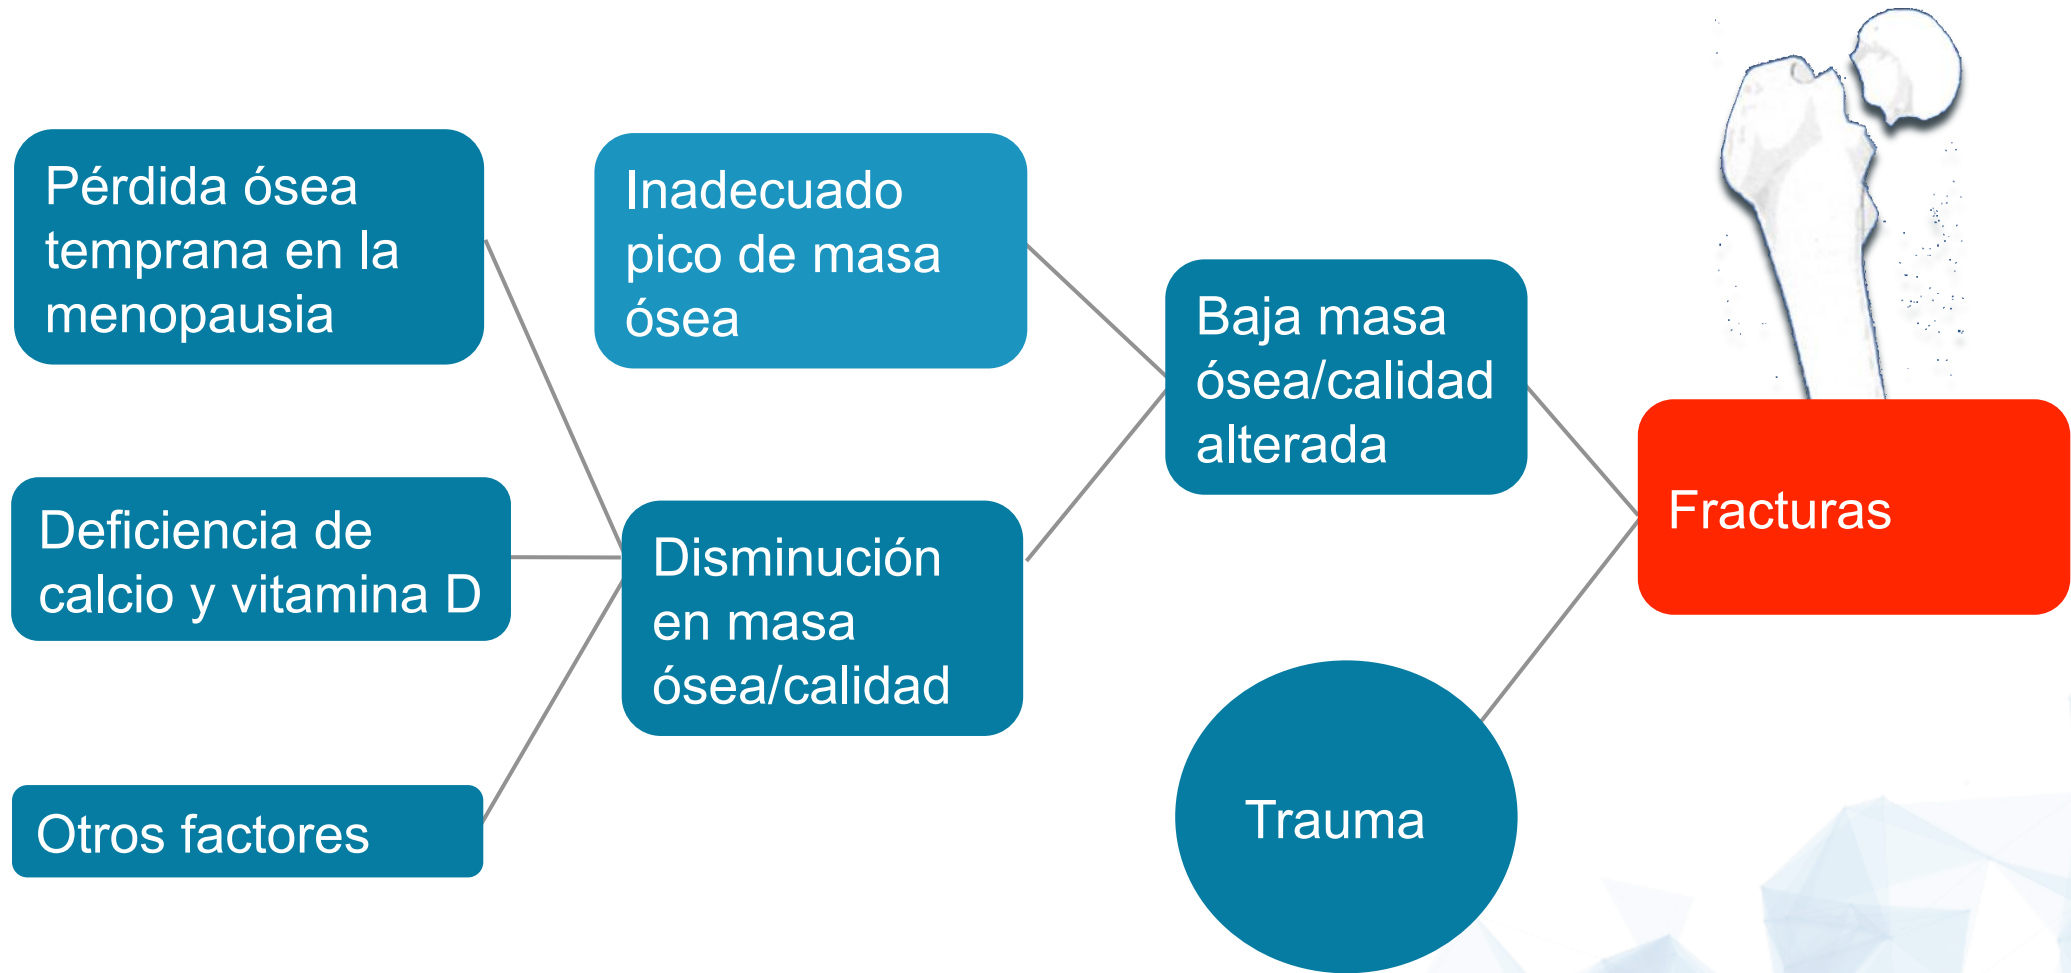 Pérdida ósea
temprana en la
menopausia
Inadecuado
pico de masa
ósea
Baja masa
ósea/calidad
alterada
Fracturas
Deficiencia de
calcio y vitamina D
Disminución
en masa
ósea/calidad
Otros factores
Trauma